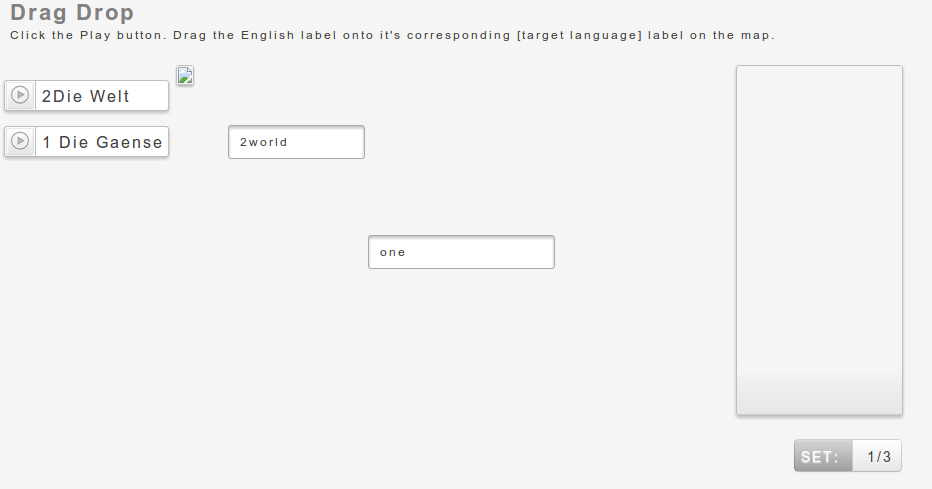 Drag Drop
Click the Play button. Drag the English label onto it's corresponding [target language] label on the map.
2Die Welt
1 Die Gaense
2world
one
SET: 1/3